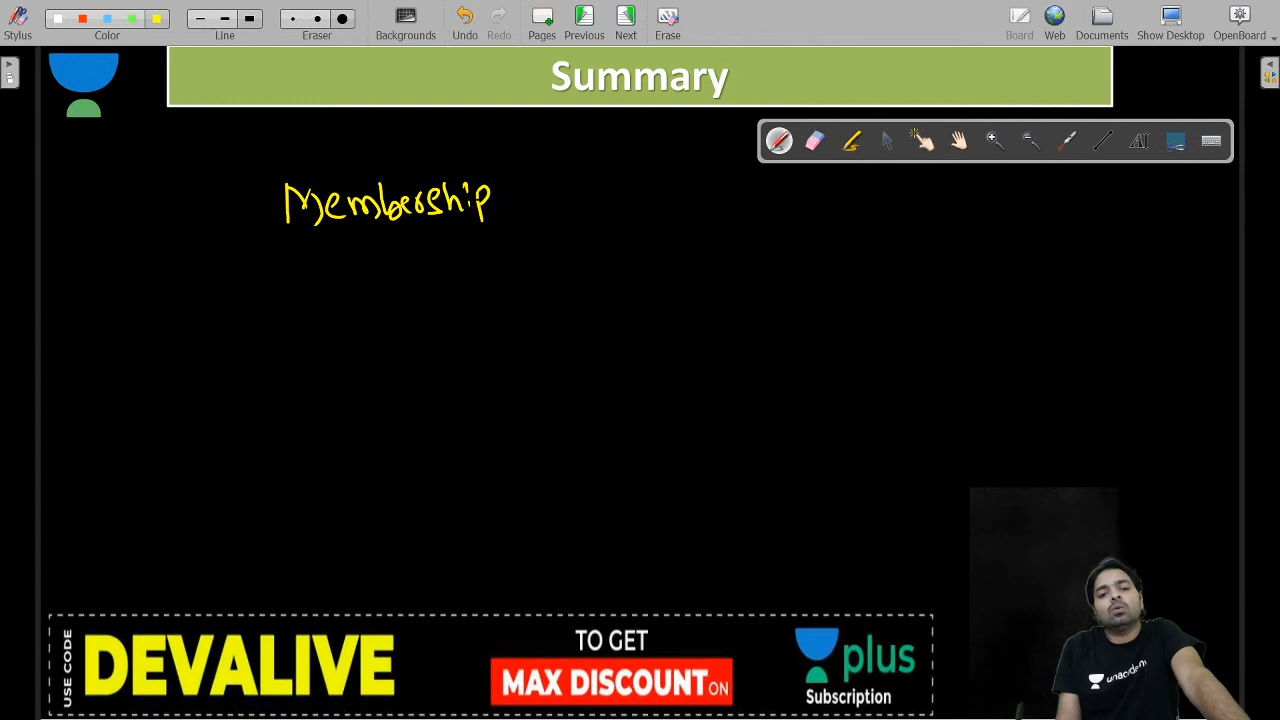 Stylus Color Line Eraser Backgrounds Undo Redo Pages Previous Next Erase Board Web Documents Show Desktop OpenBoard
Summary
Membership
USE CODE
DEVALIVE
TO GET
MAX DISCOUNT ON
plus
Subscription
unacademy